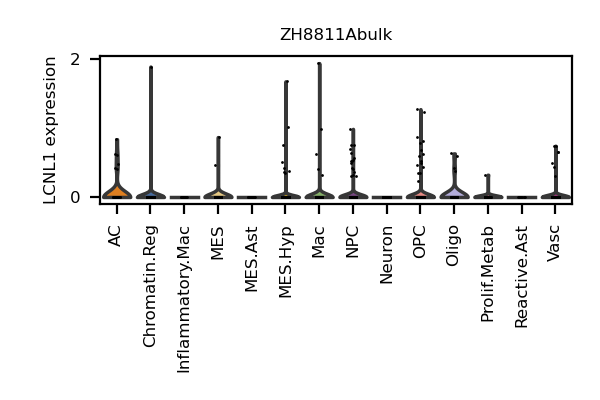 ZH8811Abulk
LCNL1 expression
2
0
AC
Chromatin.Reg
Inflammatory.Mac
MES
MES.Ast
MES.Hyp
Mac
NPC
Neuron
OPC
Oligo
Prolif.Metab
Reactive.Ast
Vasc